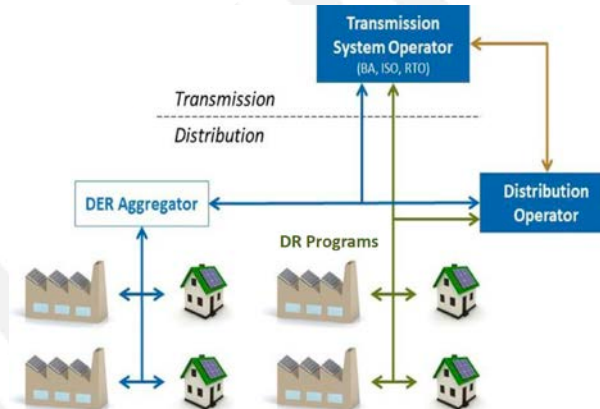 Transmission
System Operator
(BA, ISO, RTO)
Transmission
Distribution
DER Aggregator
Distribution
Operator
DR Programs